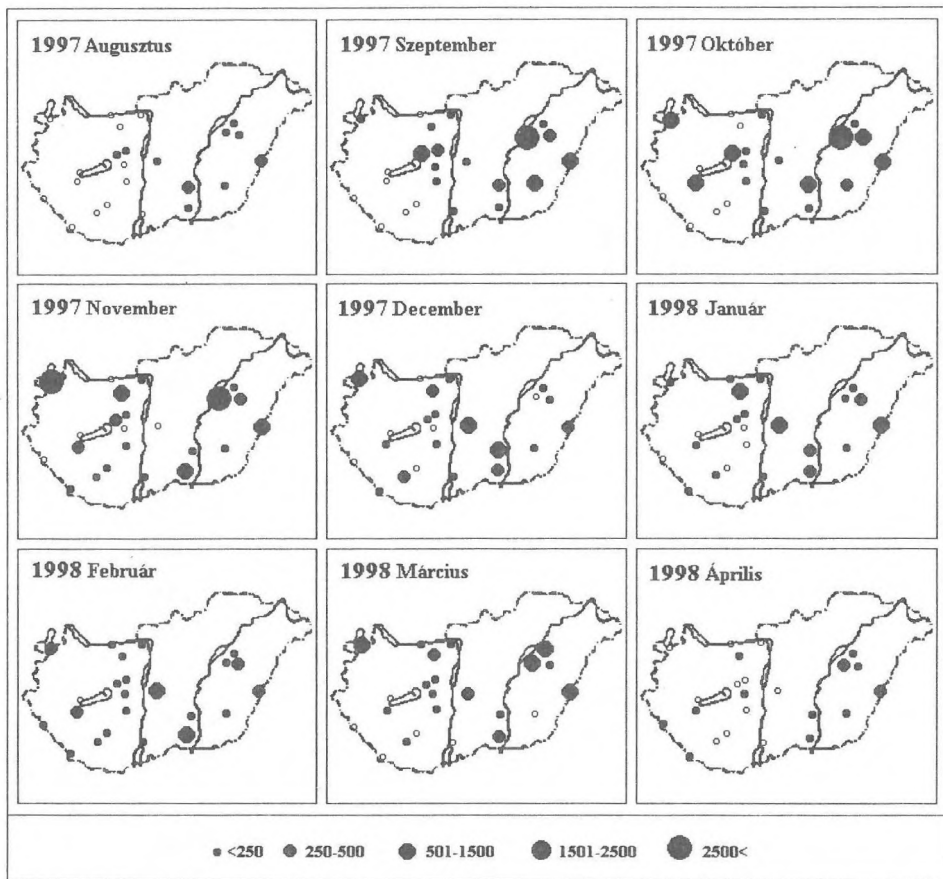 1997 Augusztus
1997 Szeptember
1997 Október
1997 November
1997 December
1998 Január
1998 Február
1998 Március
1998 Április
<250 250-500 501-1500 1501-2500 2500<